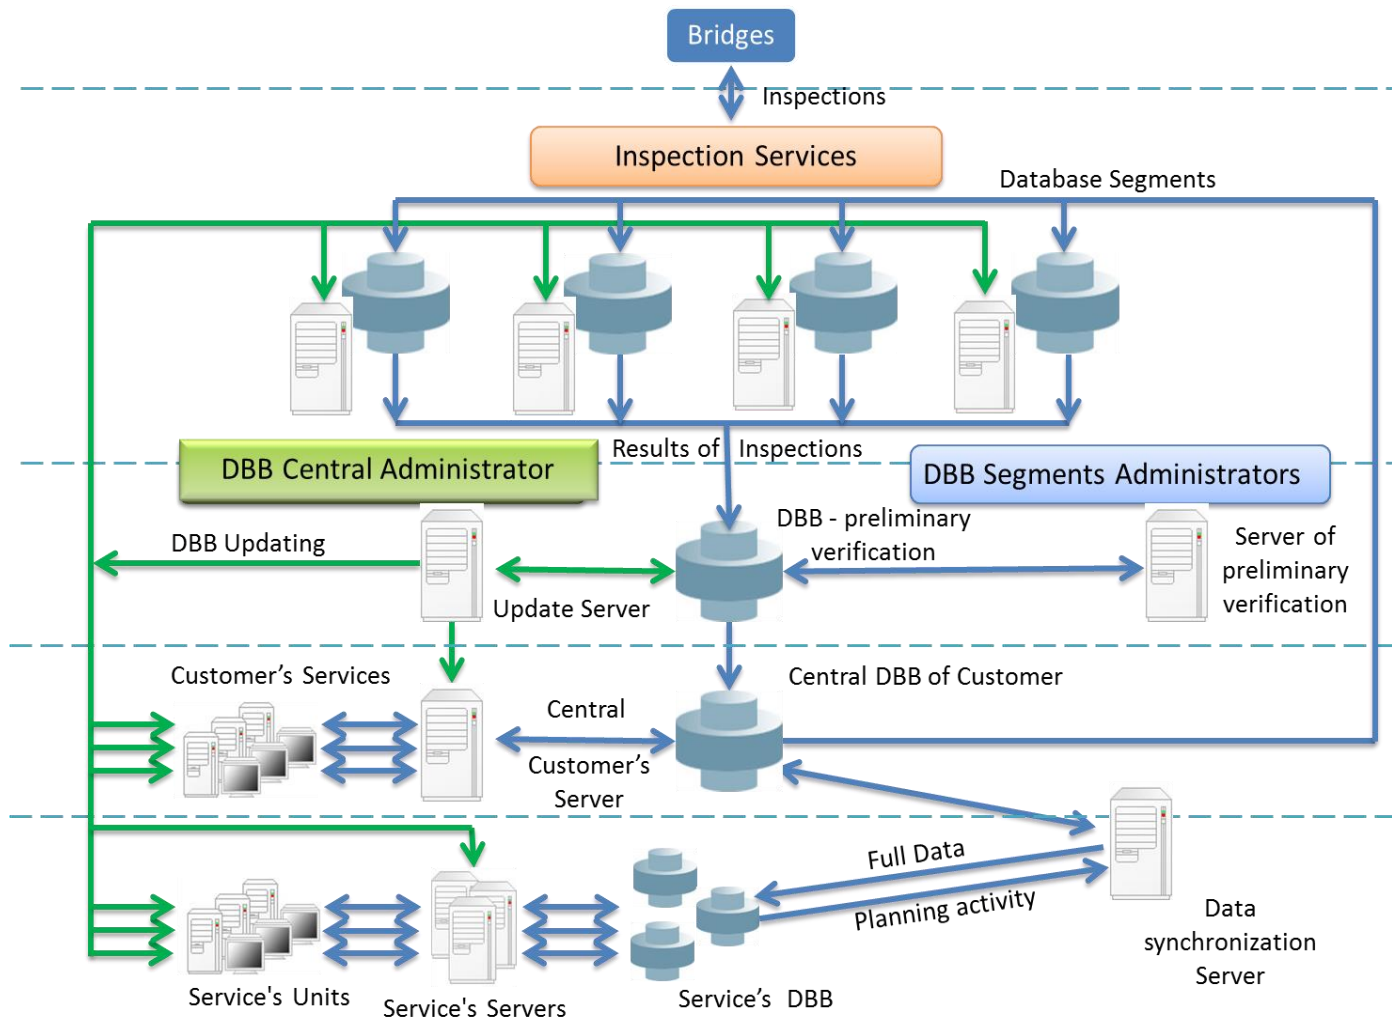 Bridges
Inspections
Inspection Services
Database Segments
Results of Inspections
DBB Central Administrator
DBB Segments Administrators
DBB Updating
DBB - preliminary
verification
Server of
preliminary
verification
Update Server
Customer’s Services
Central DBB of Customer
Central
Customer’s
Server
Full Data
Planning activity
Data
synchronization
Server
Service's Units
Service's Servers
Service’s DBB